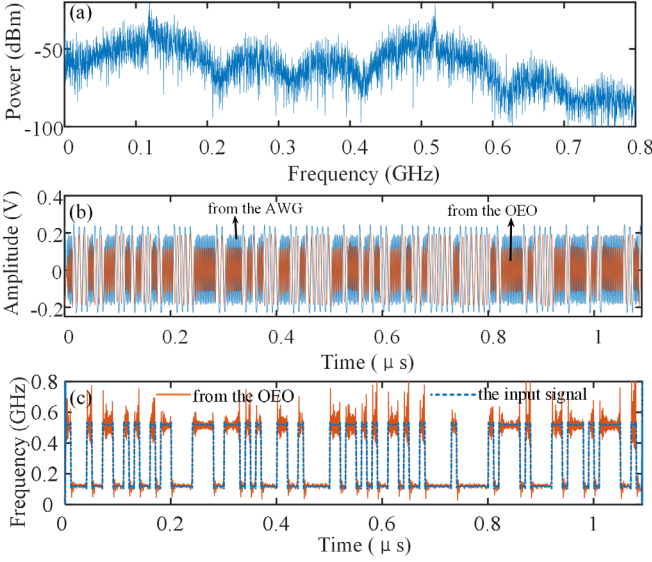 (a)
Power (dBm)
-50
-100
0 0.1 0.2 0.3 0.4 0.5 0.6 0.7 0.8
Frequency (GHz)
(b)
from the AWG
from the OEO
Amplitude (V)
0.4
0.2
0
-0.2
0 0.2 0.4 0.6 0.8 1
Time ( μ s)
(c)
from the OEO
the input signal
Frequency (GHz)
0.8
0.6
0.4
0.2
0
0 0.2 0.4 0.6 0.8 1
Time ( μ s)